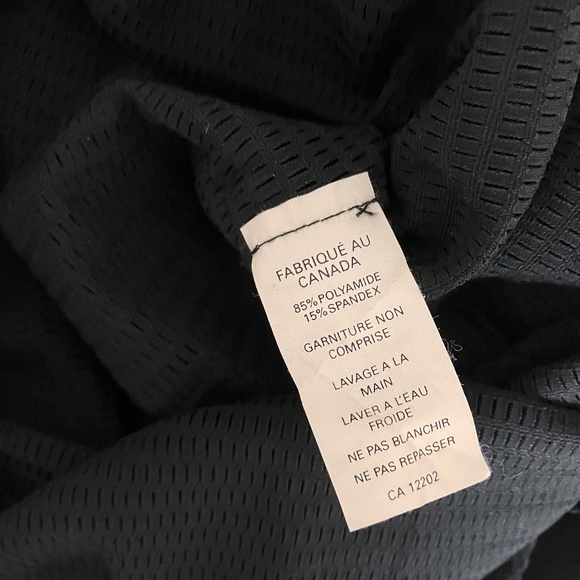 FABRIQUÉ AU
CANADA
85%POLYAMIDE
15%SPANDEX
GARNITURE NON
COMPRISE
LAVAGE A LA
MAIN
LAVER A L'EAU
FROIDE
NE PAS BLANCHIR
NE PAS REPASSER
CA 12202